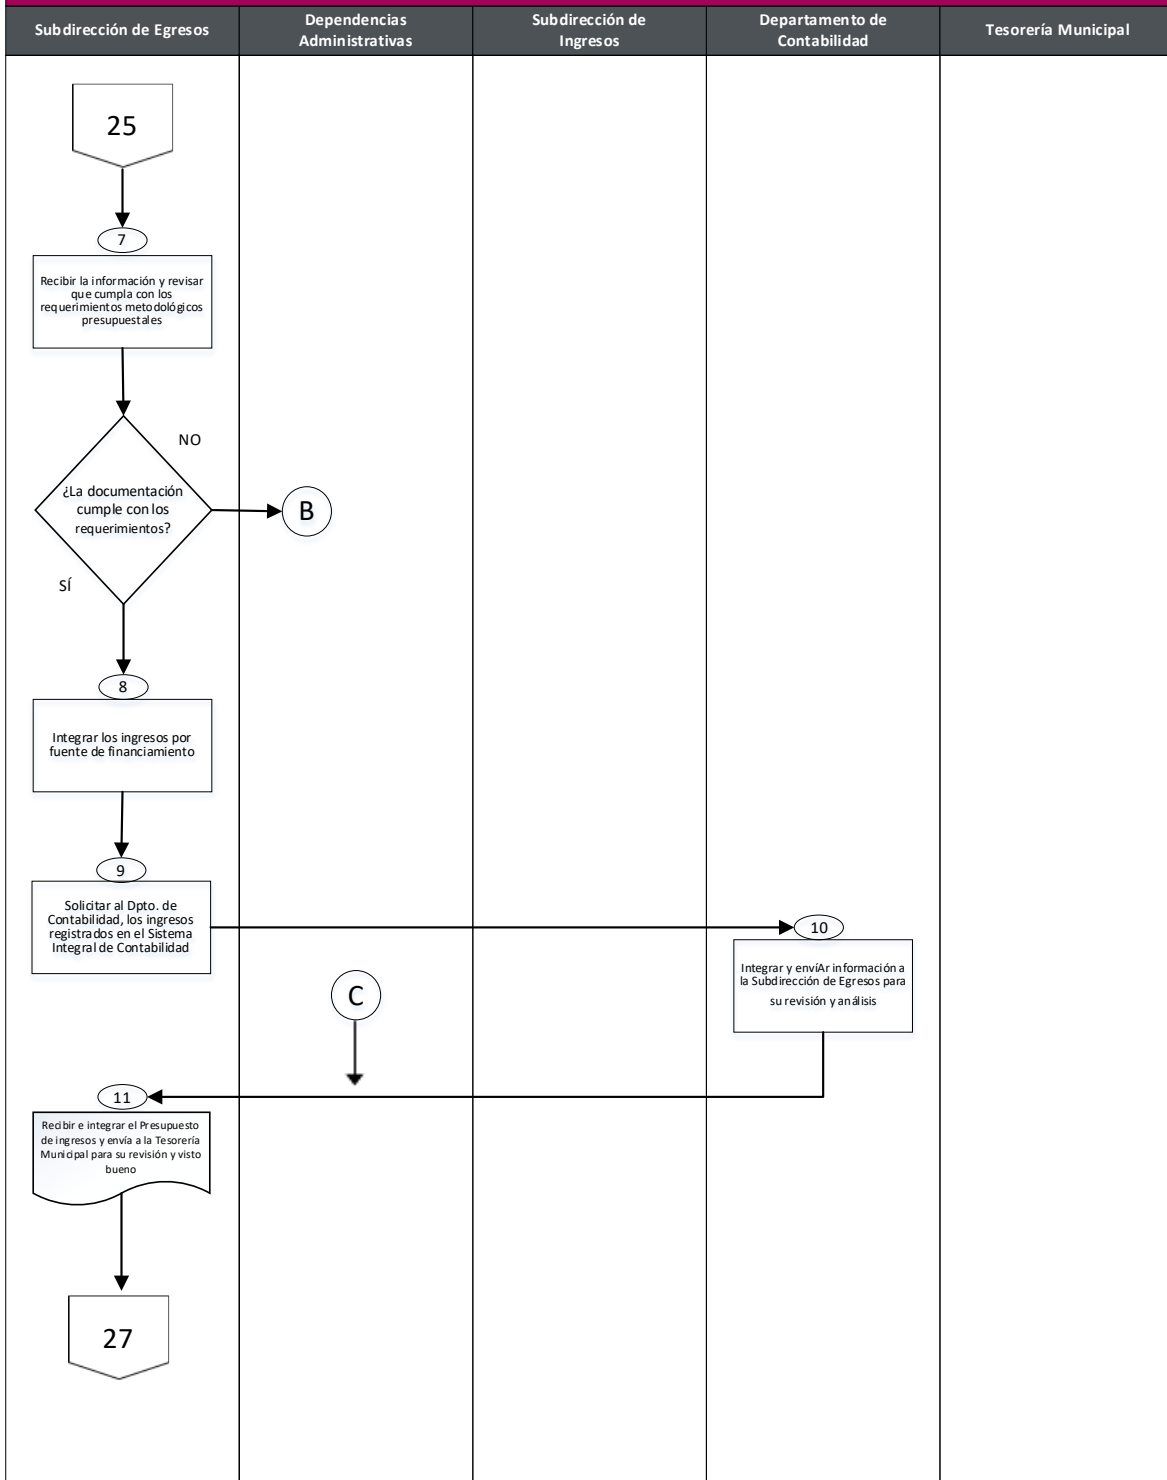 Subdirección de Egresos
Dependencias
Administrativas
Subdirección de
Ingresos
Departamento de
Contabilidad
Tesorería Municipal
25
7
Recibir la información y revisar
que cumpla con los
requerimientos metodológicos
presupuestales
NO
¿La documentación
cumple con los
requerimientos?
B
SÍ
8
Integrar los ingresos por
fuente de financiamiento
9
Solicitar al Dpto. de
Contabilidad, los ingresos
registrados en el Sistema
Integral de Contabilidad
10
Integrar y envíAr información a
la Subdirección de Egresos para
su revisión y análisis
C
11
Recibir e integrar el Presupuesto
de ingresos y envía a la Tesorería
Municipal para su revisión y visto
bueno
27